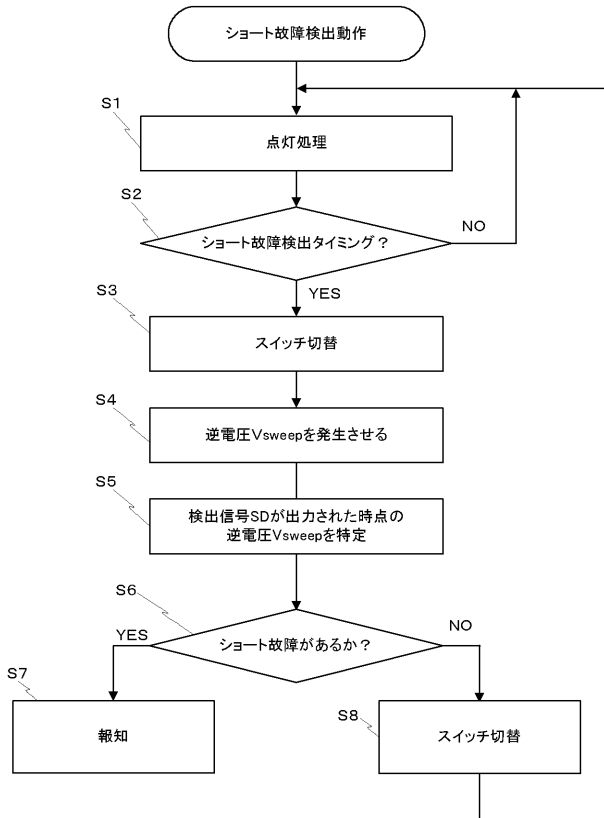 ショート故障検出動作
S1
点灯処理
S2
ショート故障検出タイミング？
NO
YES
S3
スイッチ切替
S4
逆電圧Vsweepを発生させる
S5
検出信号SDが出力された時点の
逆電圧Vsweepを特定
S6
ショート故障があるか？
YES
NO
S7
報知
S8
スイッチ切替